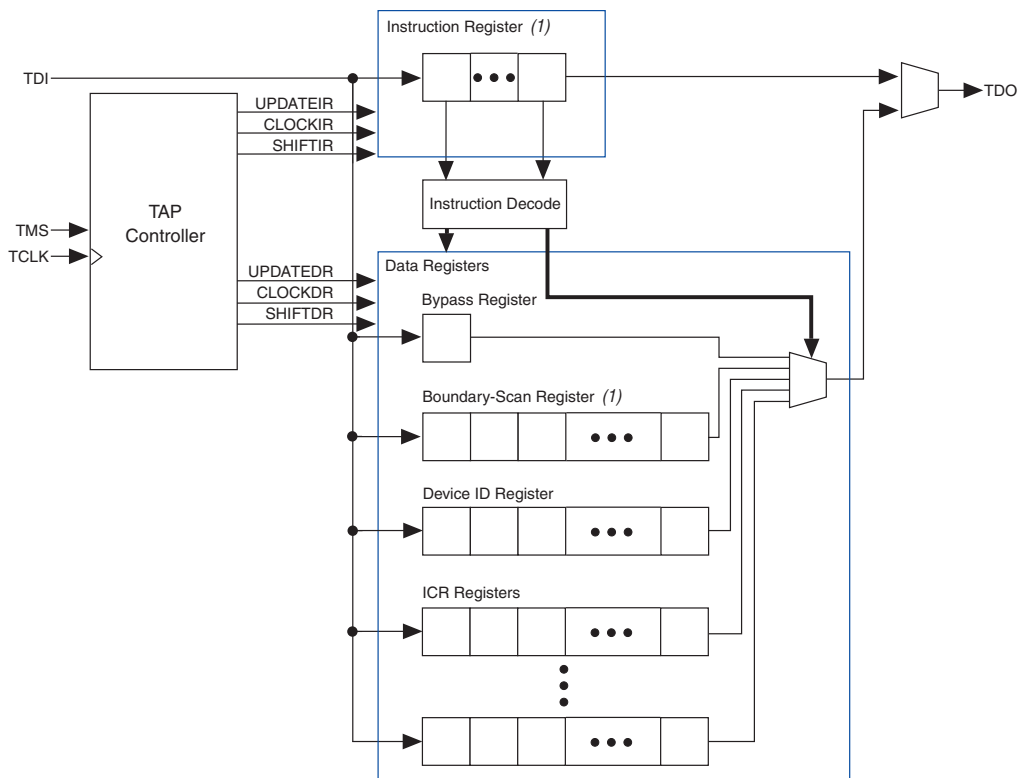 Instruction Register (1)
TDI
TDO
UPDATEIR
CLOCKIR
SHIFTIR
TAP
Controller
TMS
TCLK
Instruction Decode
UPDATEDR
CLOCKDR
SHIFTDR
Data Registers
Bypass Register
Boundary-Scan Register (1)
Device ID Register
ICR Registers